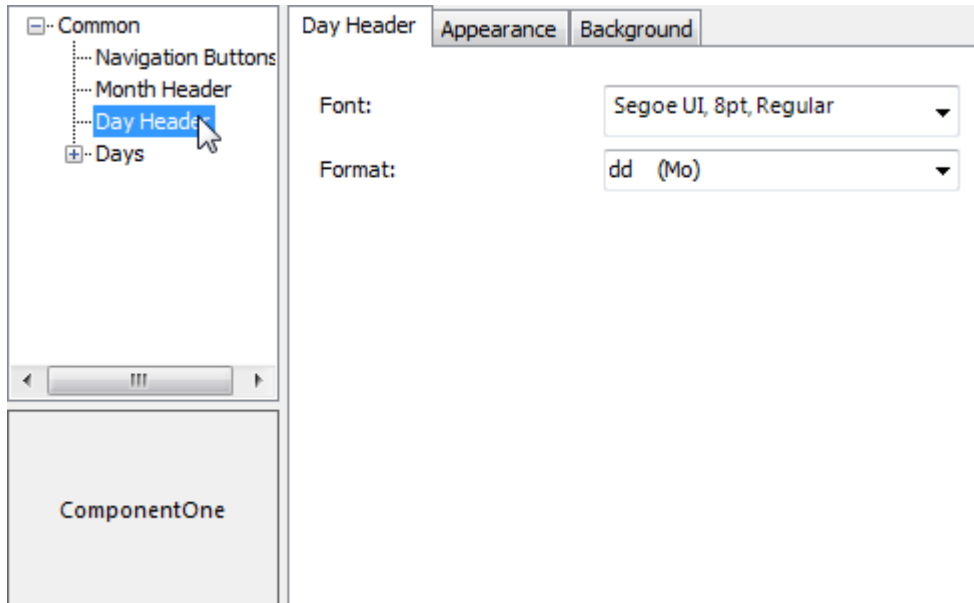 Common
Navigation Buttons
Month Header
Day Header
Days
ComponentOne
Day Header
Appearance
Background
Font:
Segoe UI, 8pt, Regular
Format:
dd (Mo)